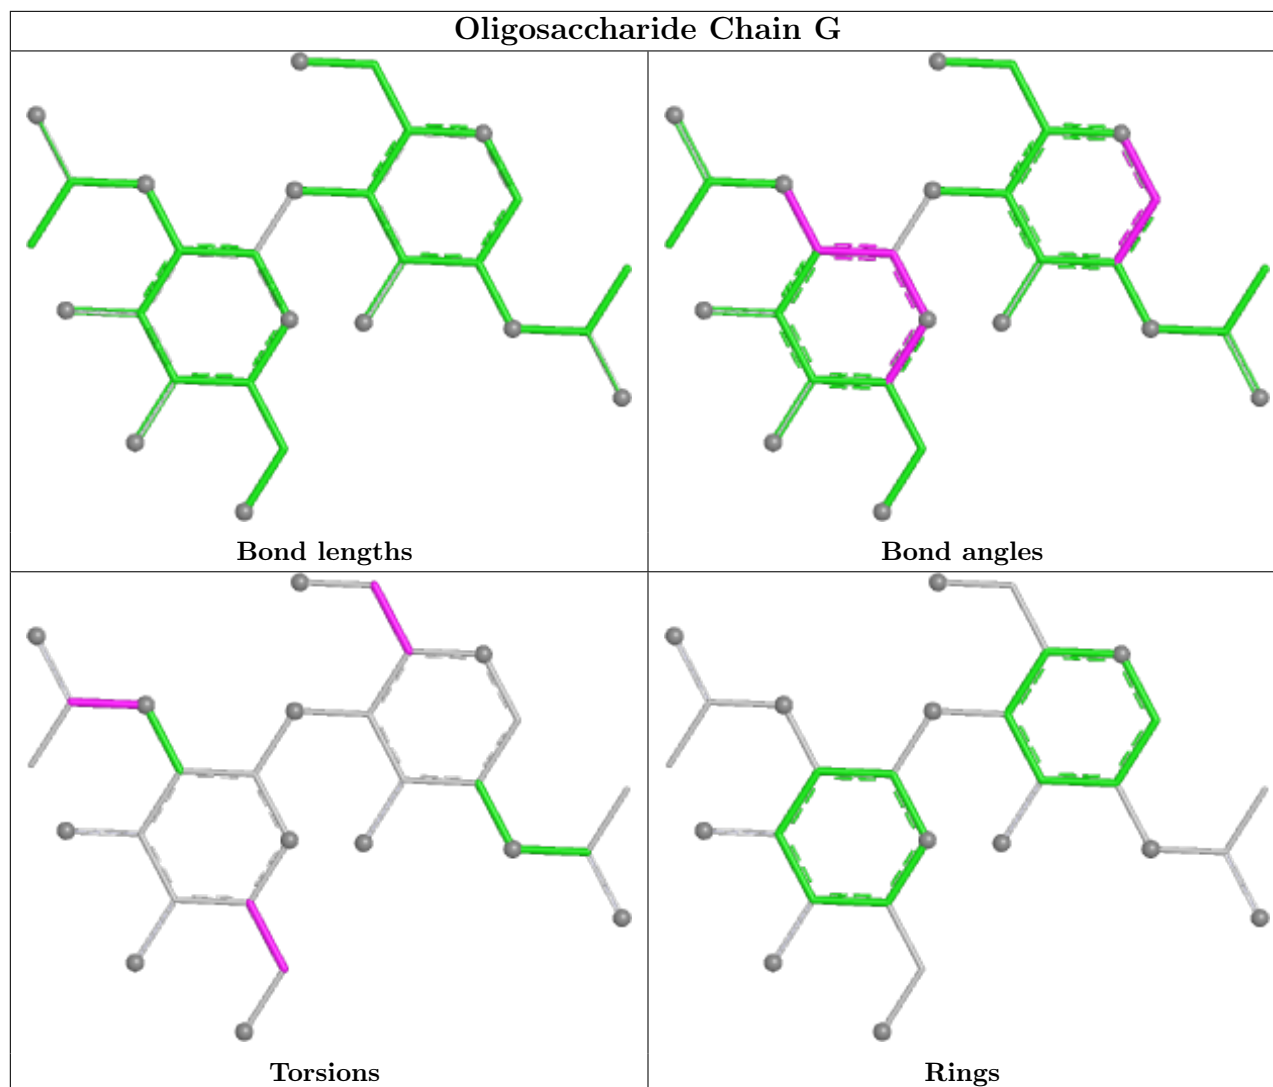 Oligosaccharide Chain G
Bond lengths
Bond angles
Torsions
Rings